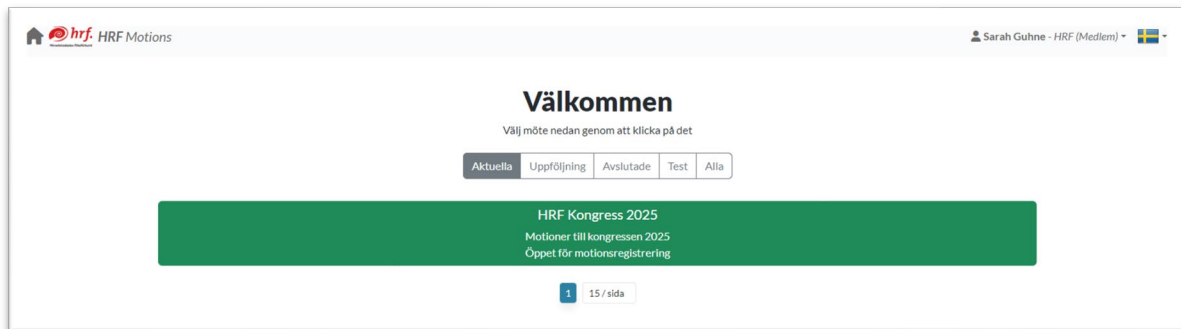 hrf. HRF Motions
Sarah Guhne - HRF (Medlem)
Välkommen
Välj möte nedan genom att klicka på det
Aktuella Uppföljning Avslutade Test Alla
HRF Kongress 2025
Motioner till kongressen 2025
Öppet för motionsregistrering
1 15 / sida